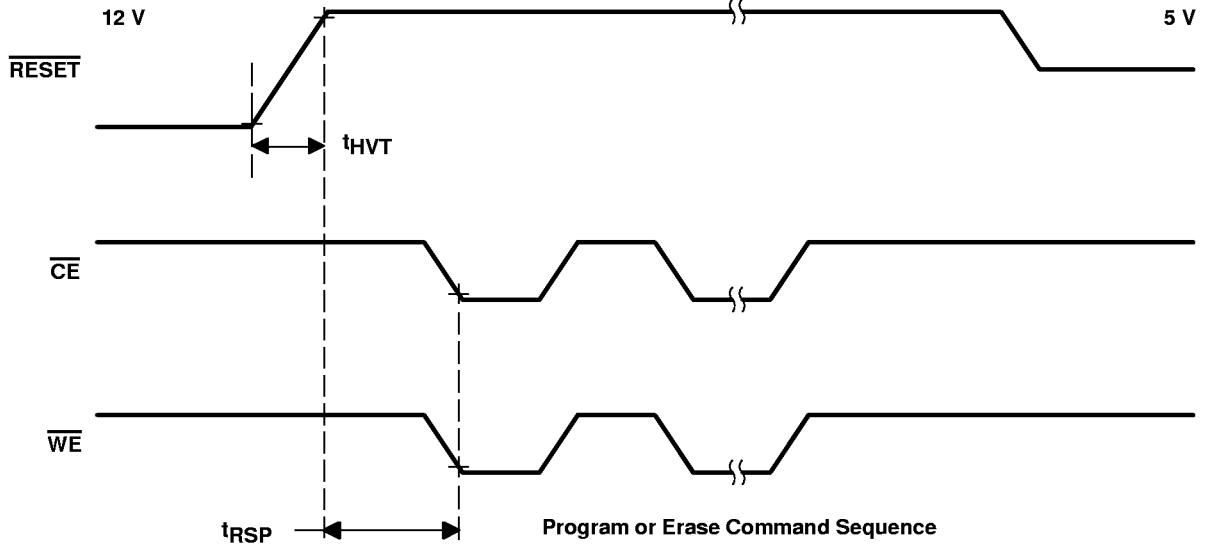 12 V
5 V
RESET
tHVT
CE
WE
tRSP
Program or Erase Command Sequence